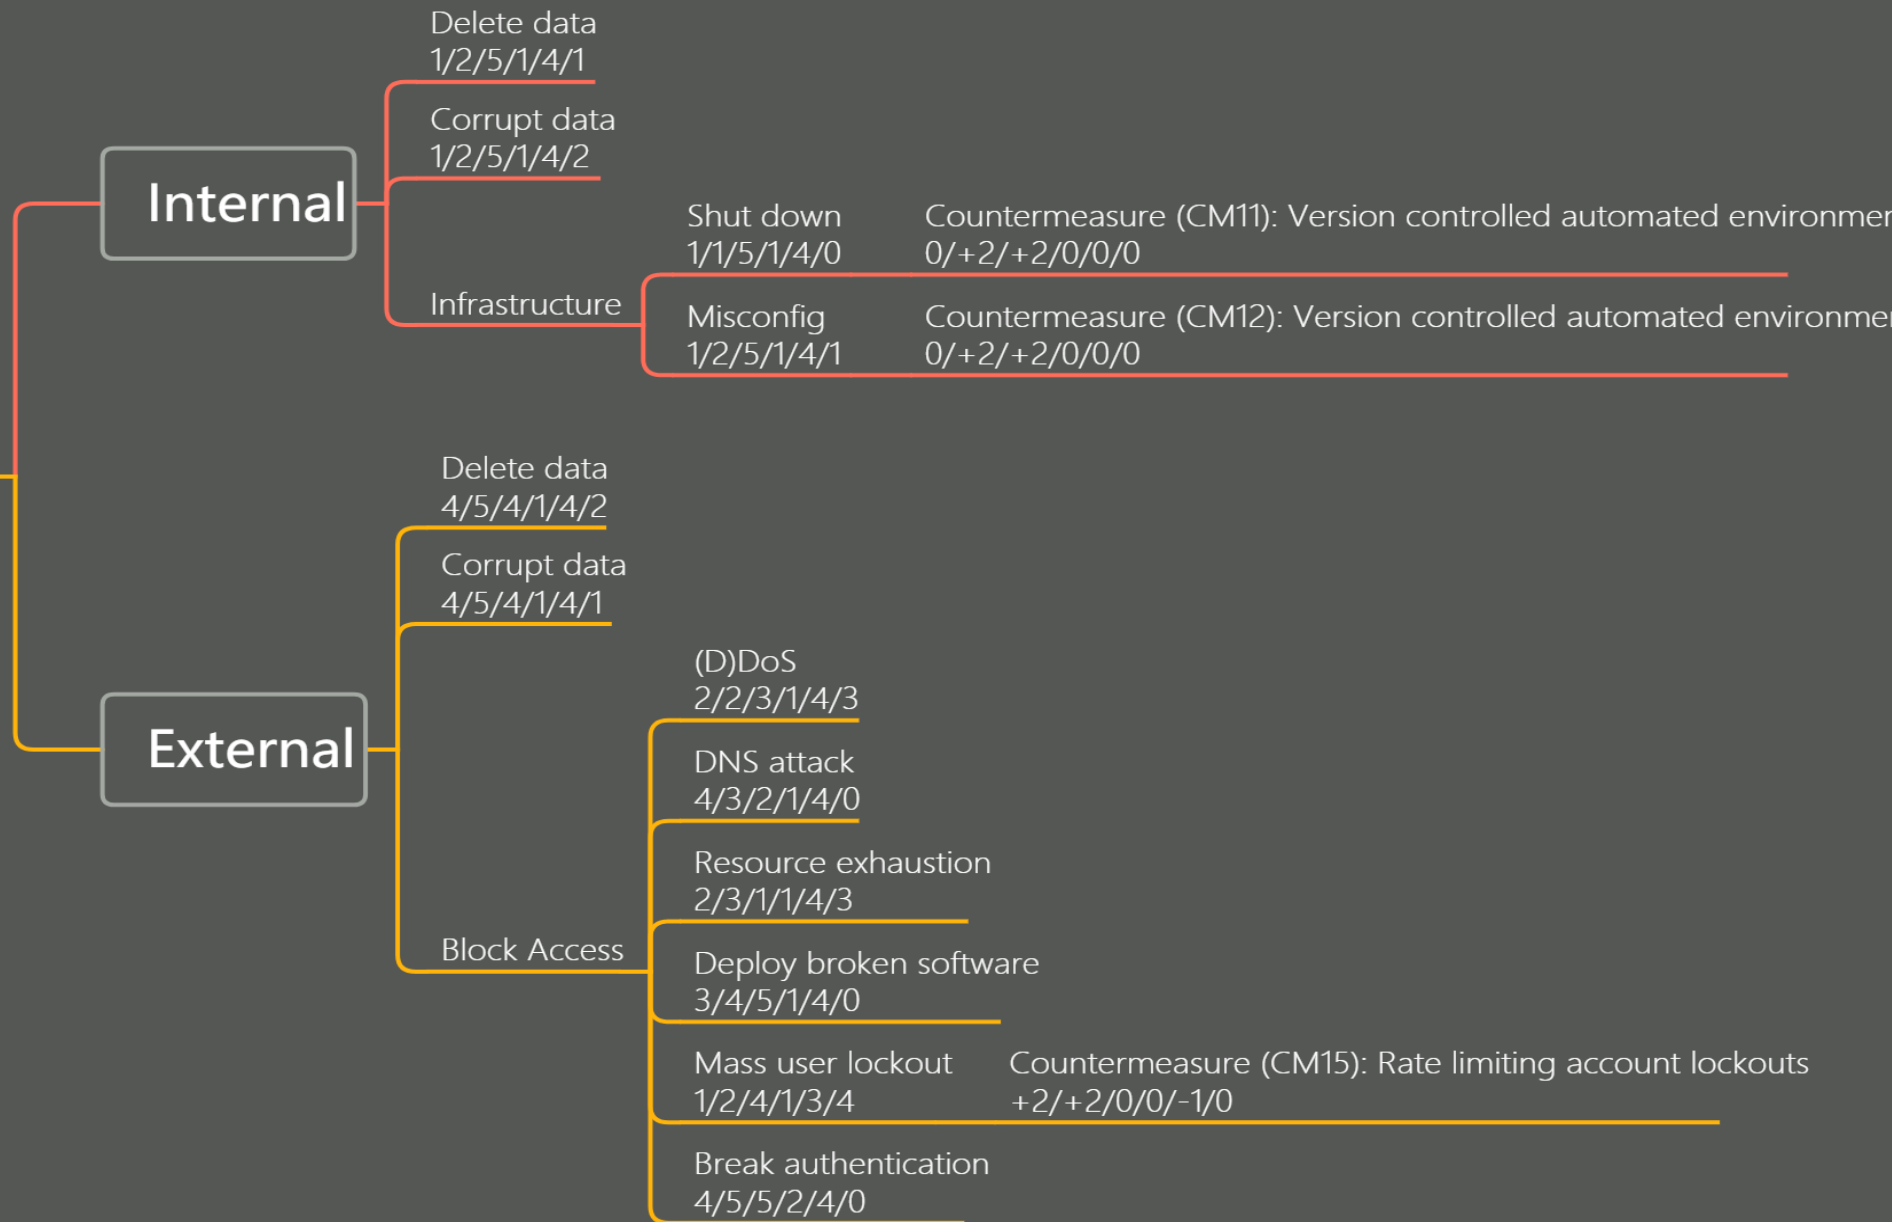 Delete data
1/2/5/1/4/1
Corrupt data
1/2/5/1/4/2
Internal
Shut down
1/1/5/1/4/0
Countermeasure (CM11): Version controlled automated
0/+2/+2/0/0/0
Infrastructure
Misconfig
1/2/5/1/4/1
Countermeasure (CM12): Version controlled automated
0/+2/+2/0/0/0
Delete data
4/5/4/1/4/2
Corrupt data
4/5/4/1/4/1
External
(D)DoS
2/2/3/1/4/3
DNS attack
4/3/2/1/4/0
Resource exhaustion
2/3/1/1/4/3
Block Access
Deploy broken software
3/4/5/1/4/0
Mass user lockout
1/2/4/1/3/4
Countermeasure (CM15): Rate limiting account lockouts
+2/+2/0/0/-1/0
Break authentication
4/5/5/2/4/0